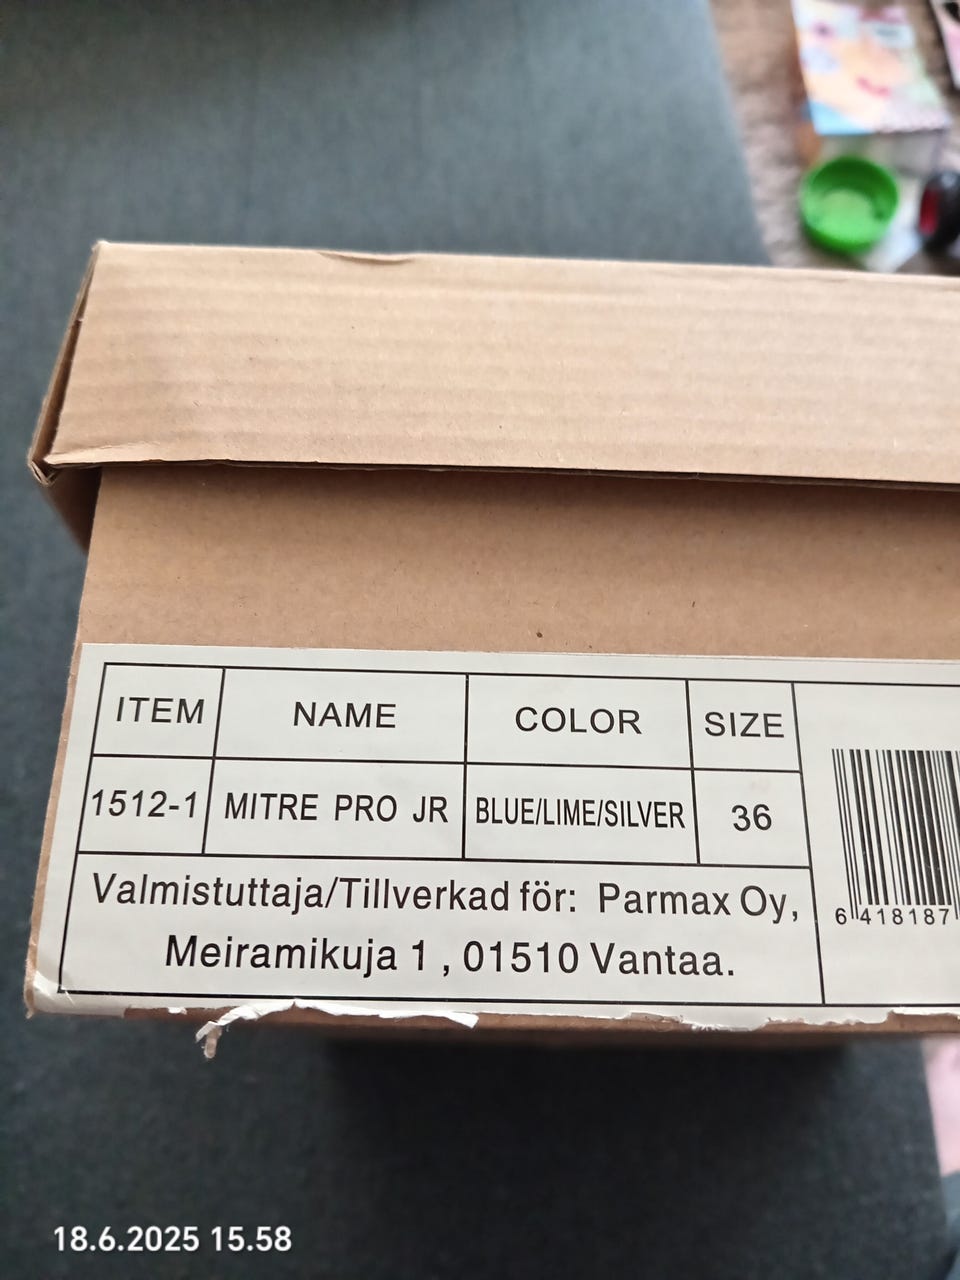 ITEM NAME COLOR SIZE
1512-1 MITRE PRO JR BLUE/LIME/SILVER 36
Valmistuttaja/Tillverkad för: Parmax Oy,
Meiramikuja 1 , 01510 Vantaa.
6 418187
18.6.2025 15.58